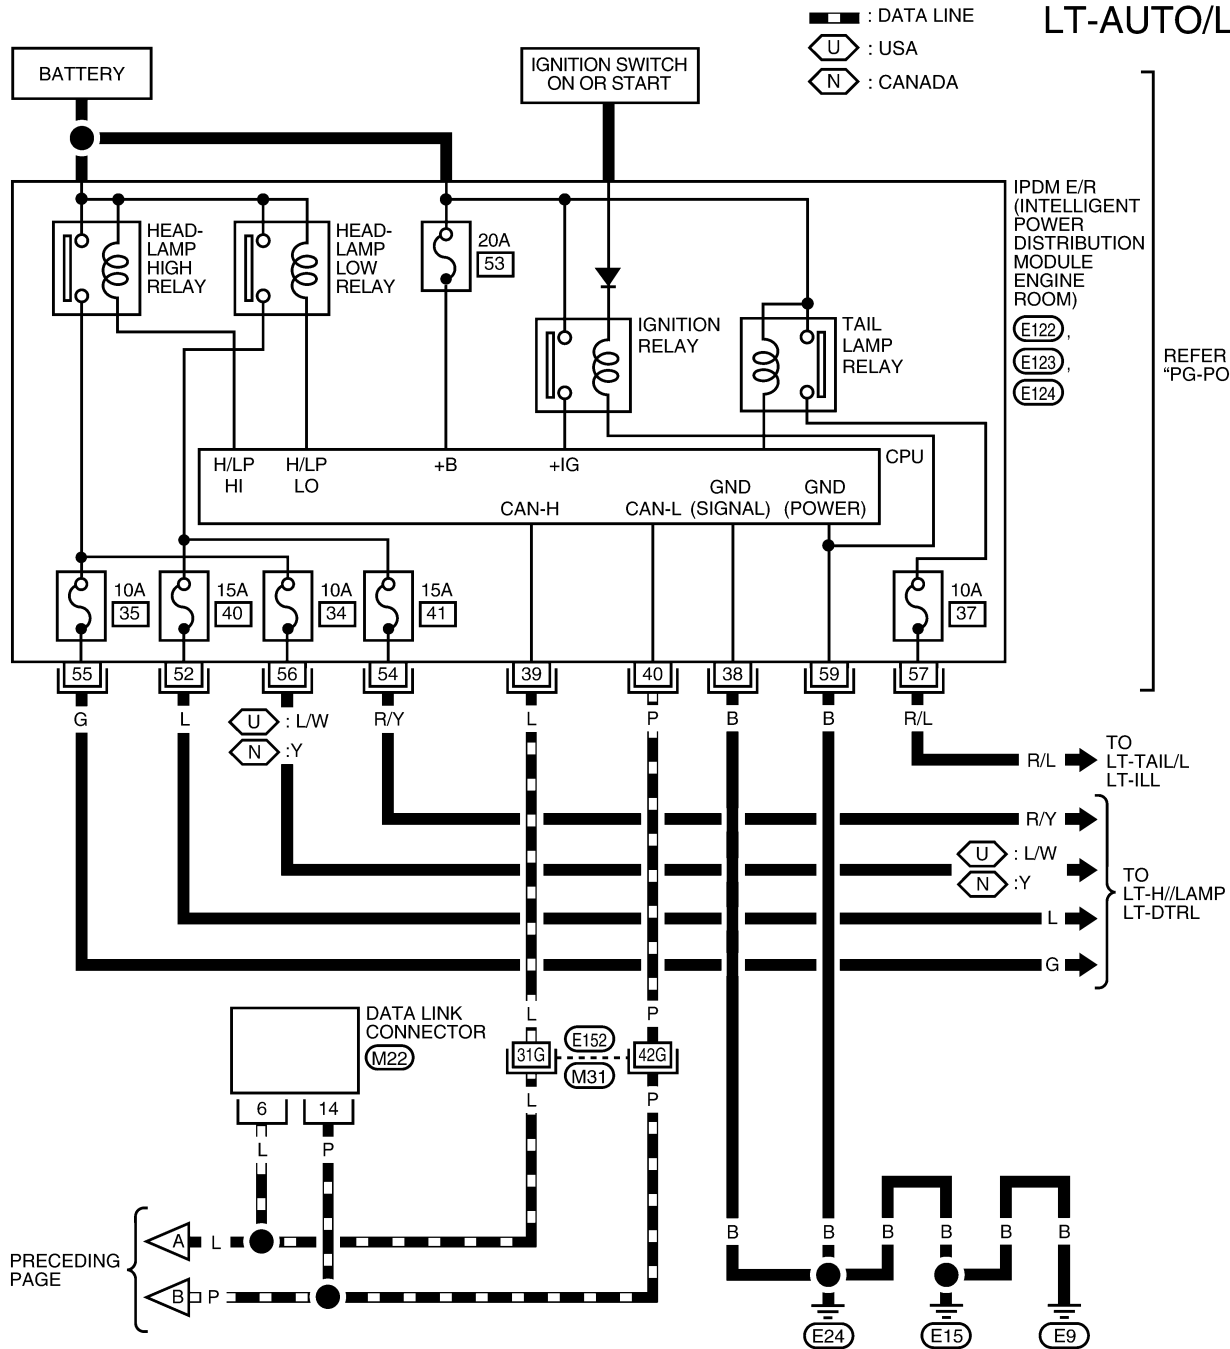 : DATA LINE
LT-AUTO/L
U : USA
N : CANADA
BATTERY
IGNITION SWITCH
ON OR START
IPDM E/R
(INTELLIGENT
POWER
DISTRIBUTION
MODULE
ENGINE
ROOM)
E122 ,
E123 ,
E124
REFER
“PG-PO
HEAD-
LAMP
HIGH
RELAY
HEAD-
LAMP
LOW
RELAY
20A
53
IGNITION
RELAY
TAIL
LAMP
RELAY
H/LP
HI
H/LP
LO
+B
+IG
CPU
CAN-H
CAN-L
GND
(SIGNAL)
GND
(POWER)
10A
35
15A
40
10A
34
15A
41
10A
37
55 52 56 54 39 40 38 59 57
G L U : L/W R/Y L P B B R/L
N :Y
R/L
TO
LT-TAIL/L
LT-ILL
R/Y
U : L/W
N :Y
L
G
TO
LT-H//LAMP
LT-DTRL
DATA LINK
CONNECTOR
M22
L P
31G E152 42G
M31
L P
6 14
L P
A L
B P
PRECEDING
PAGE
B B B B B B
E24 E15 E9